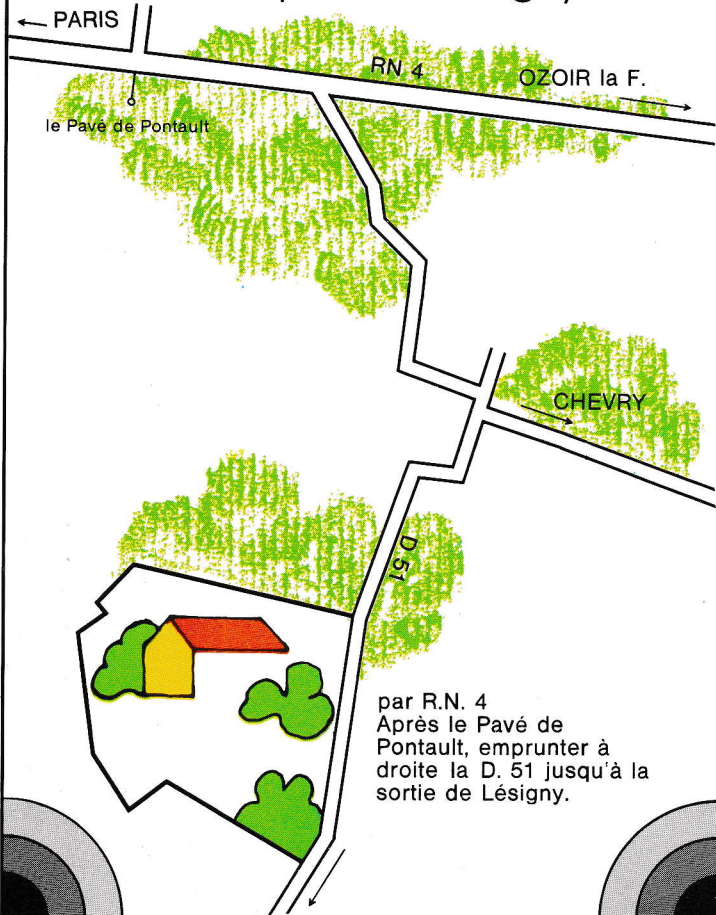 PARIS
RN 4
OZOIR la F.
le Pavé de Pontault
CHEVRY
D 51
par R.N. 4
Après le Pavé de
Pontault, emprunter à
droite la D. 51 jusqu'à la
sortie de Lésigny.